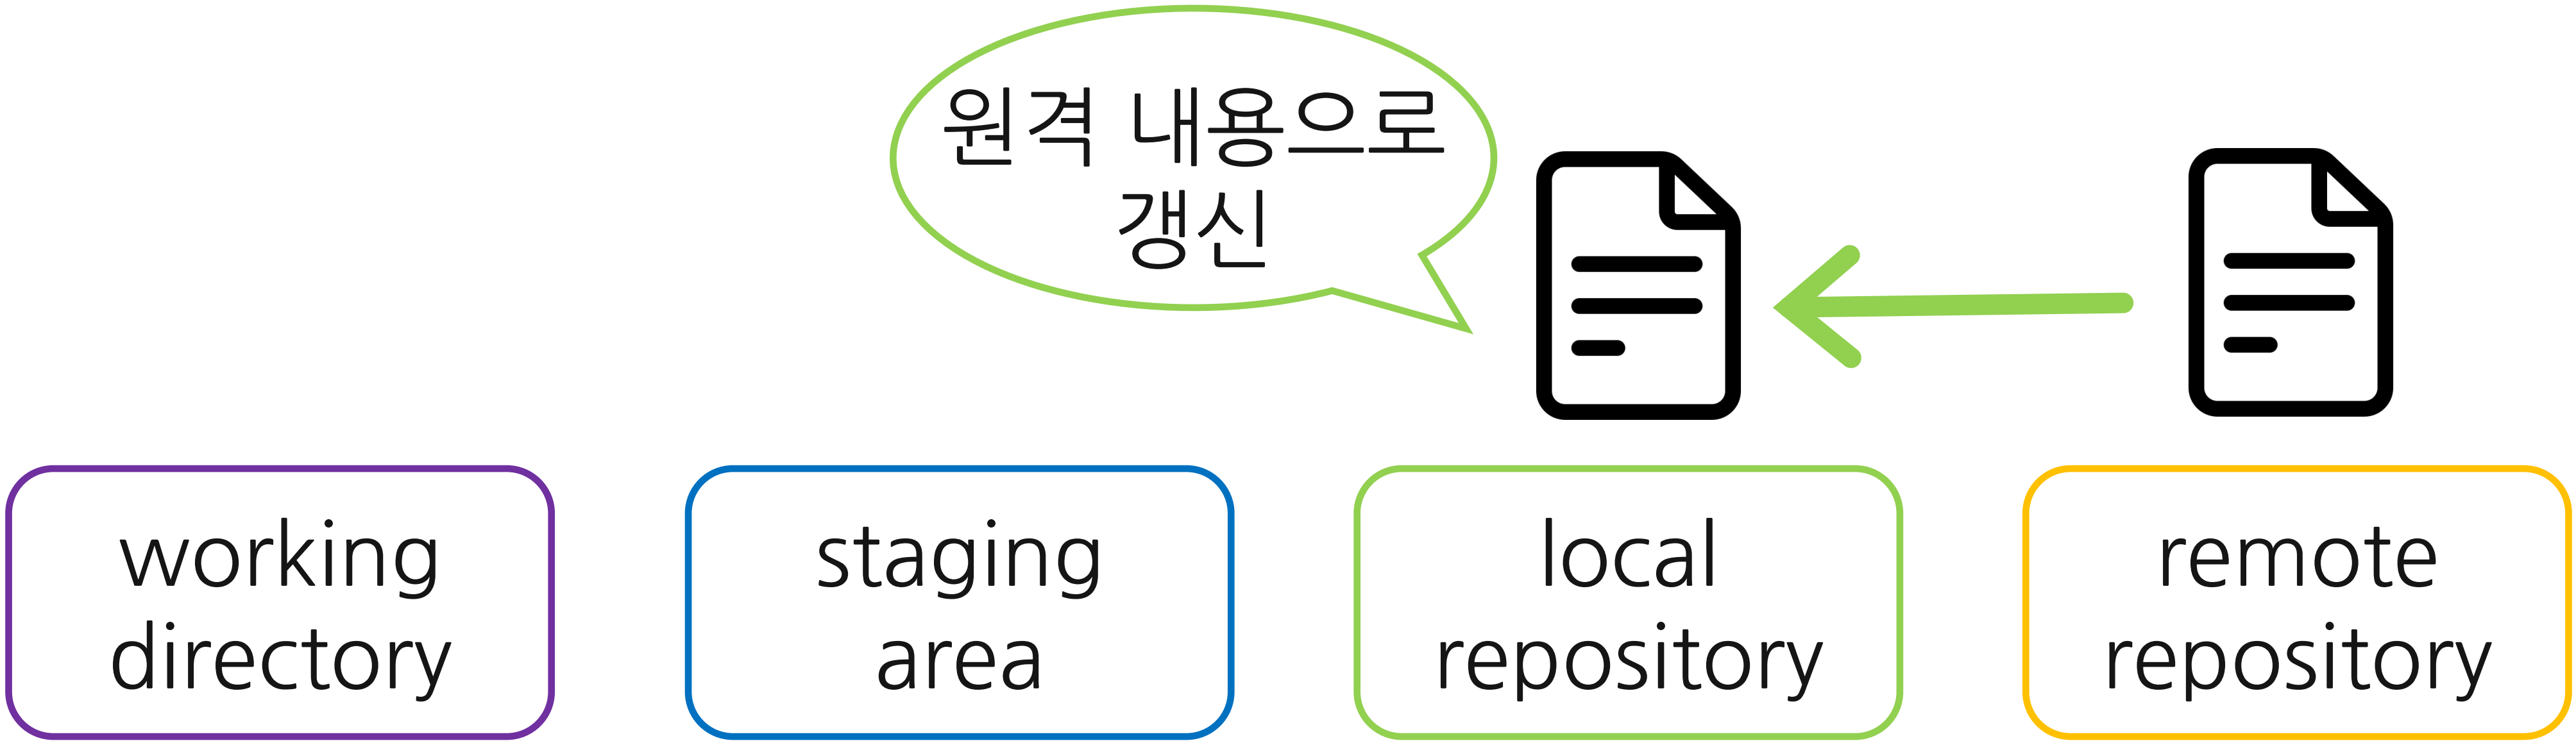 원격 내용으로
갱신
working
directory
staging
area
local
repository
remote
repository